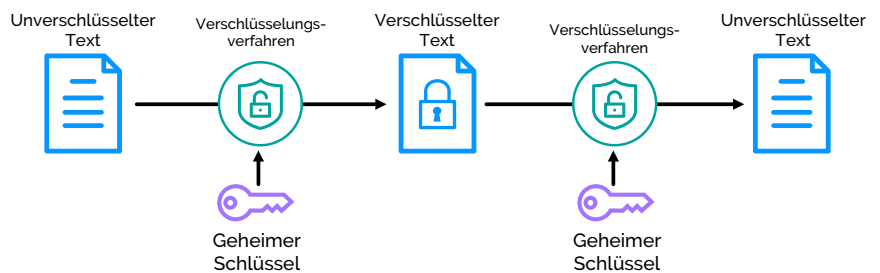 Unverschlüsselter
Text
Verschlüsselungs-
verfahren
Verschlüsselter
Text
Verschlüsselungs-
verfahren
Unverschlüsselter
Text
Geheimer
Schlüssel
Geheimer
Schlüssel